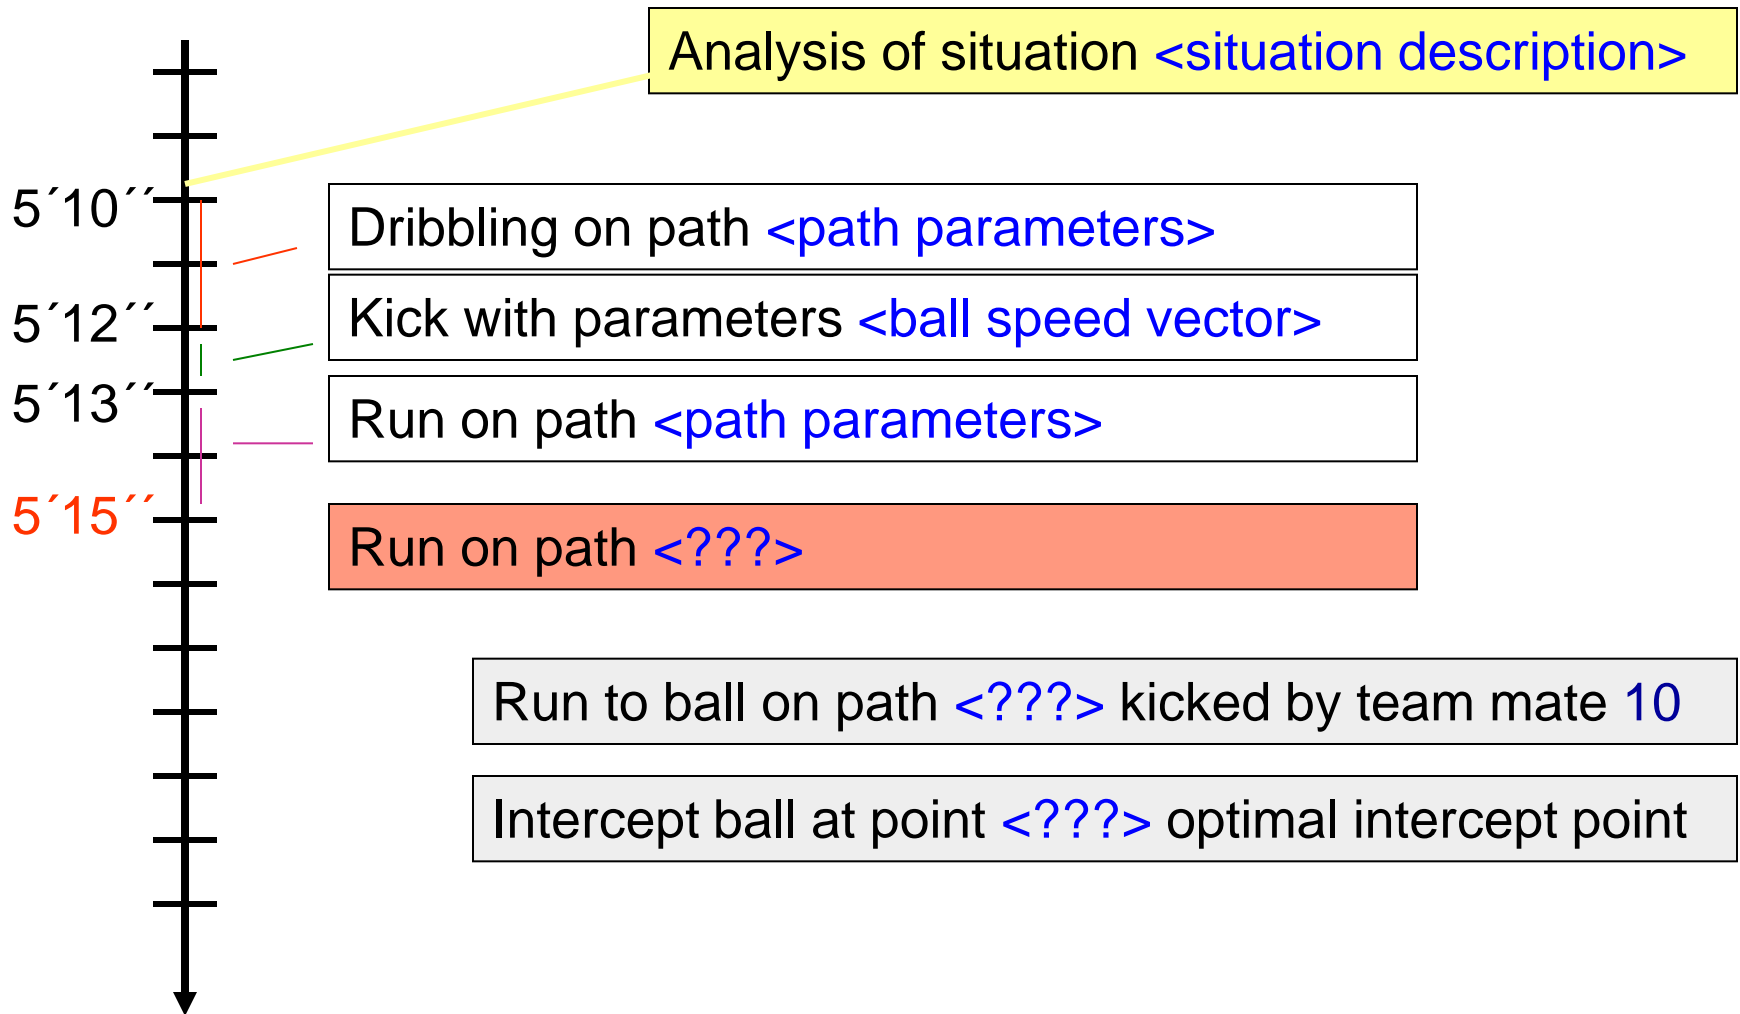 Analysis of situation <situation description>
5´10´´
Dribbling on path <path parameters>
5´12´´
Kick with parameters <ball speed vector>
5´13´´
Run on path <path parameters>
5´15´´
Run on path <???>
Run to ball on path <???> kicked by team mate 10
Intercept ball at point <???> optimal intercept point